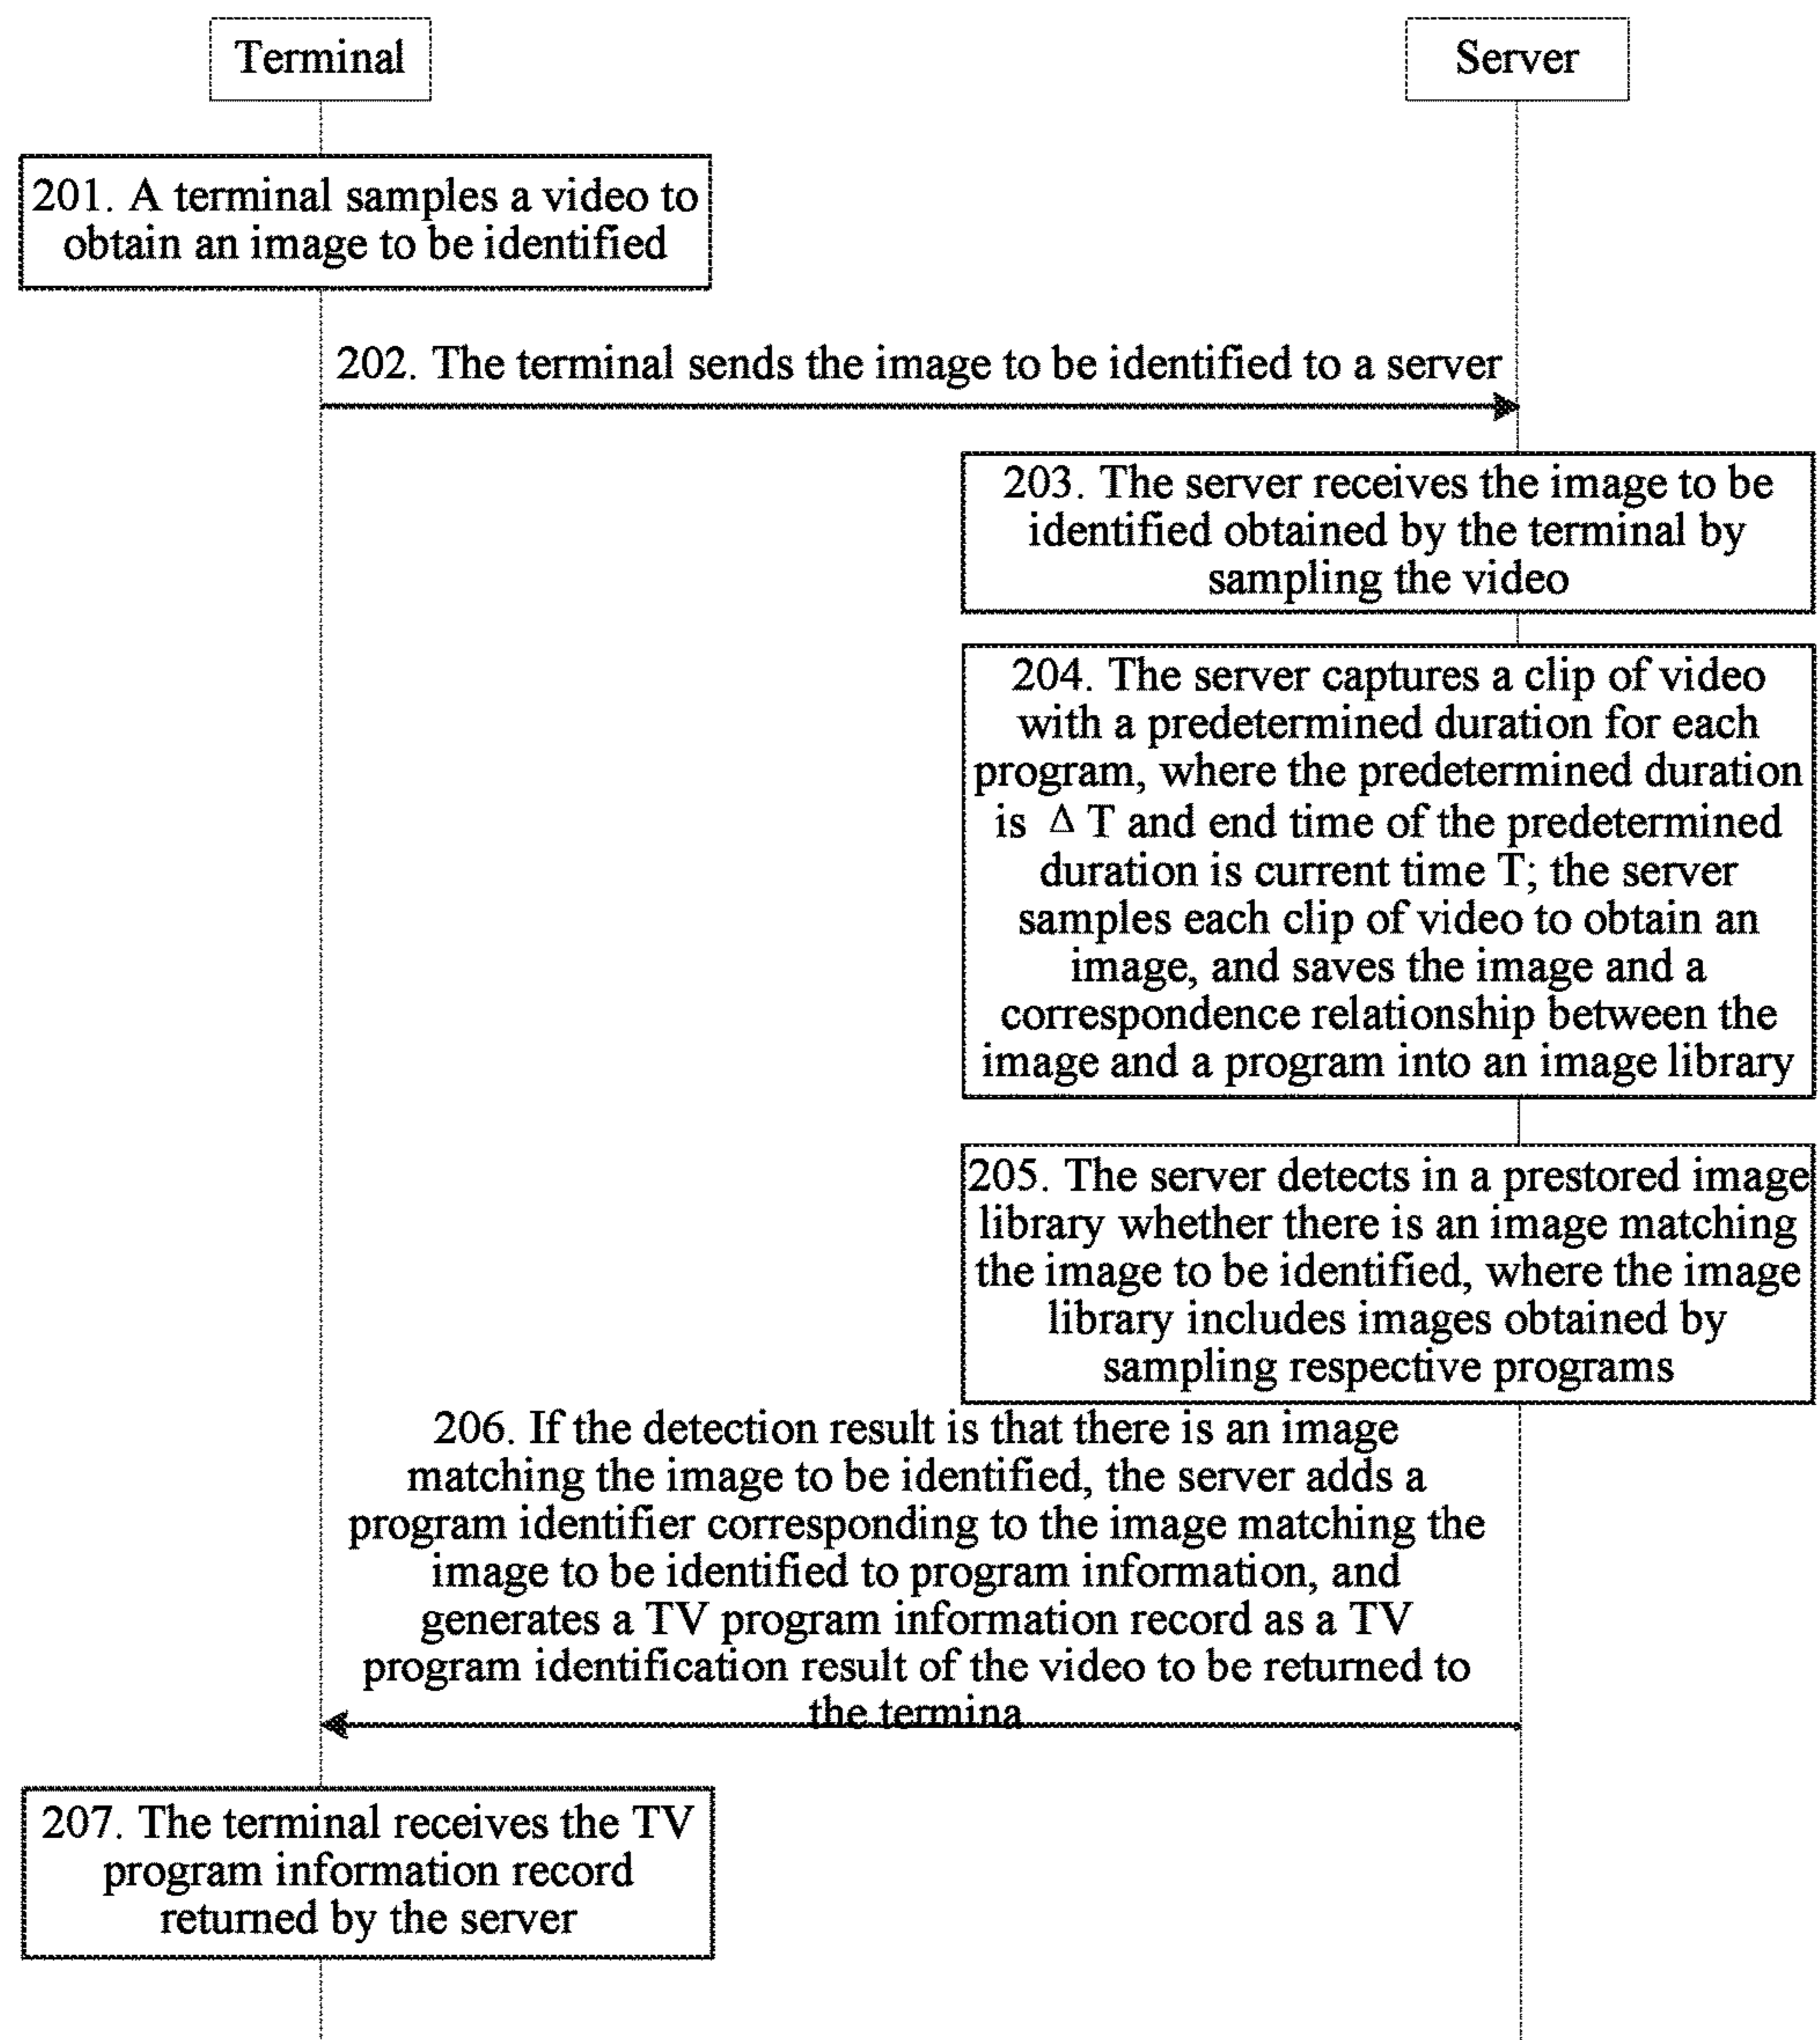 Terminal
Server
201. A terminal samples a video to
obtain an image to be identified
202. The terminal sends the image to be identified to a server
203. The server receives the image to be
identified obtained by the terminal by
sampling the video
204. The server captures a clip of video
with a predetermined duration for each
program, where the predetermined duration
is Δ T and end time of the predetermined
duration is current time T; the server
samples each clip of video to obtain an
image, and saves the image and a
correspondence relationship between the
image and a program into an image library
205. The server detects in a prestored image
library whether there is an image matching
the image to be identified, where the image
library includes images obtained by
sampling respective programs
206. If the detection result is that there is an image
matching the image to be identified, the server adds a
program identifier corresponding to the image matching the
image to be identified to program information, and
generates a TV program information record as a TV
program identification result of the video to be returned to
the termina
207. The terminal receives the TV
program information record
returned by the server